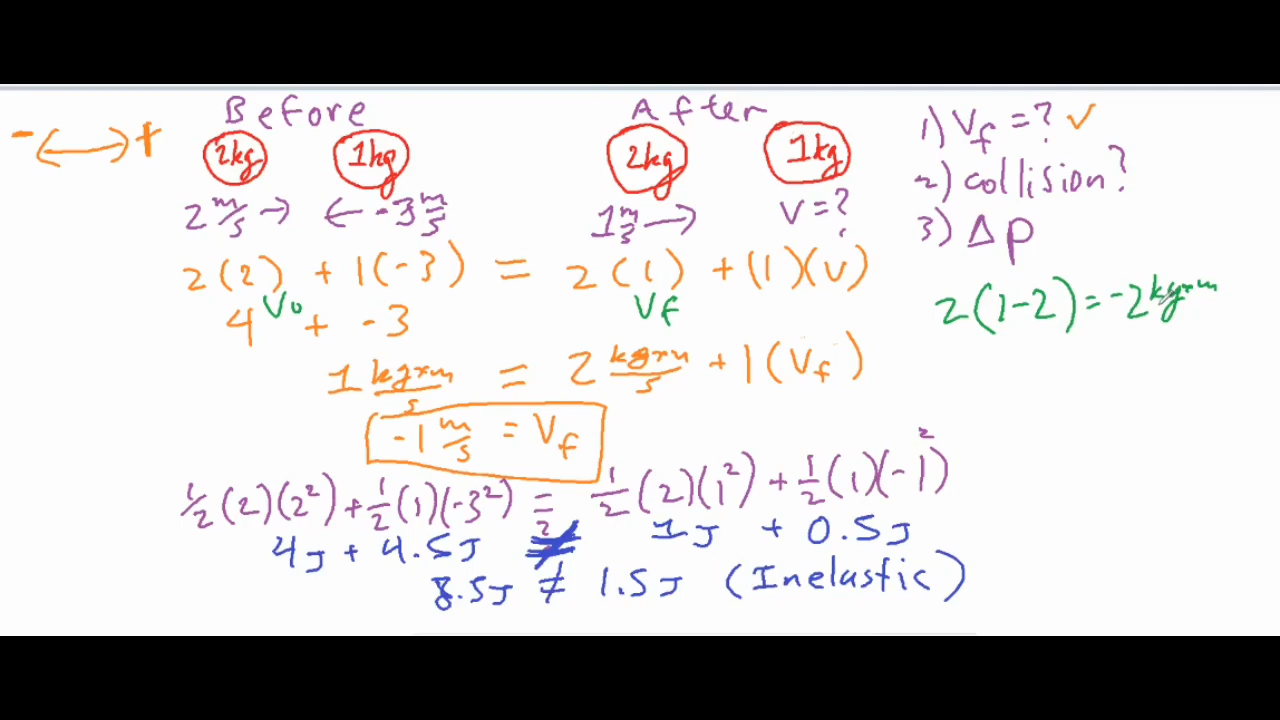 Before After
- + 2kg 1kg 2kg 1kg
2 m/s → ← -3 m/s 1 m/s → V = ?
1) Vf = ? ✓
2) collision?
3) Δp
2(2) + 1(-3) = 2(1) + (1)(v)
Vo Vf
4 + -3
2(1-2) = -2 kg×m
1 kg×m/s = 2 kg×m/s + 1(Vf)
-1 m/s = Vf
½(2)(2²) + ½(1)(-3²) = ½(2)(1²) + ½(1)(-1)²
4J + 4.5J ≠ 1J + 0.5J
8.5J ≠ 1.5J (Inelastic)